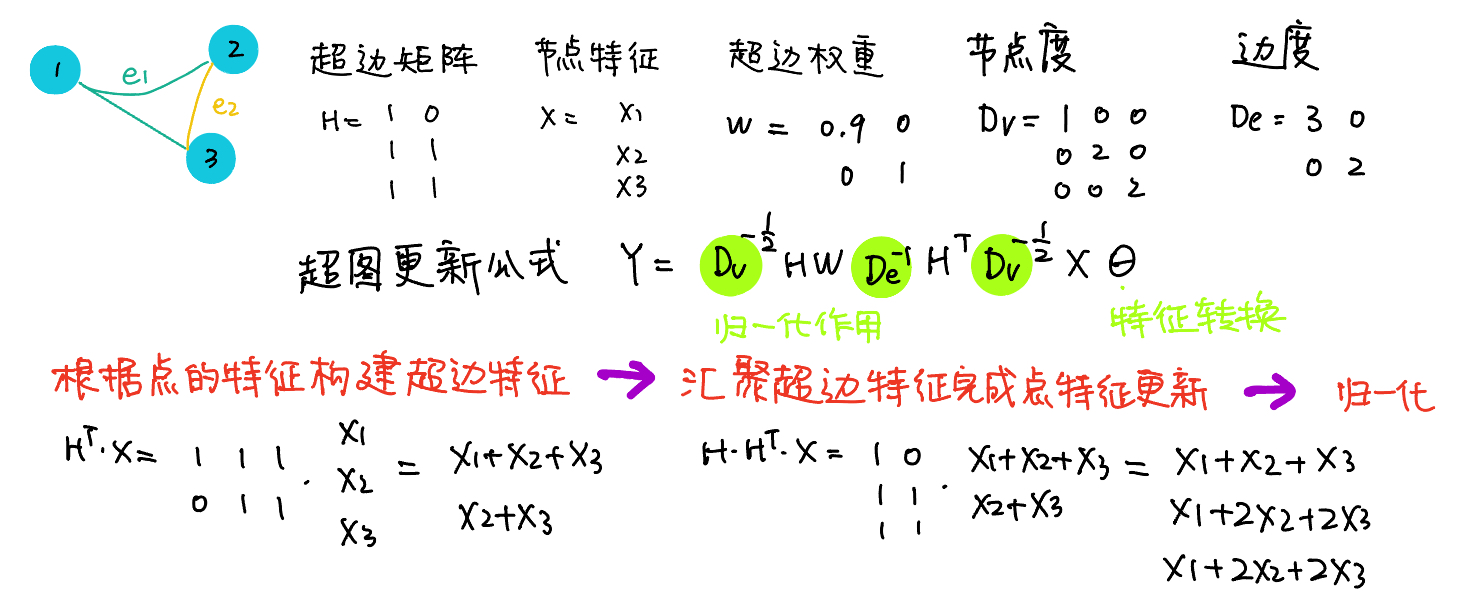 1 e1 2 e2 3
超边矩阵 节点特征 超边权重 节点度 边度
H= 1 0 X= X1 W = 0.9 0 Dv= 1 0 0 De = 3 0
1 1 X2 0 1 0 2 0 0 2
1 1 X3 0 0 2
超图更新公式 Y= Dv^-1/2 H W De^-1 H^T Dv^-1/2 X Θ
归一化作用 特征转换
根据点的特征构建超边特征 → 汇聚超边特征完成点特征更新 → 归一化
H^T·X= 1 1 1 · X1 = X1+X2+X3 H·H^T·X = 1 0 · X1+X2+X3 = X1+X2+X3
0 1 1 X2 X2+X3 1 1 X2+X3 X1+2X2+2X3
X3 1 1 X1+2X2+2X3